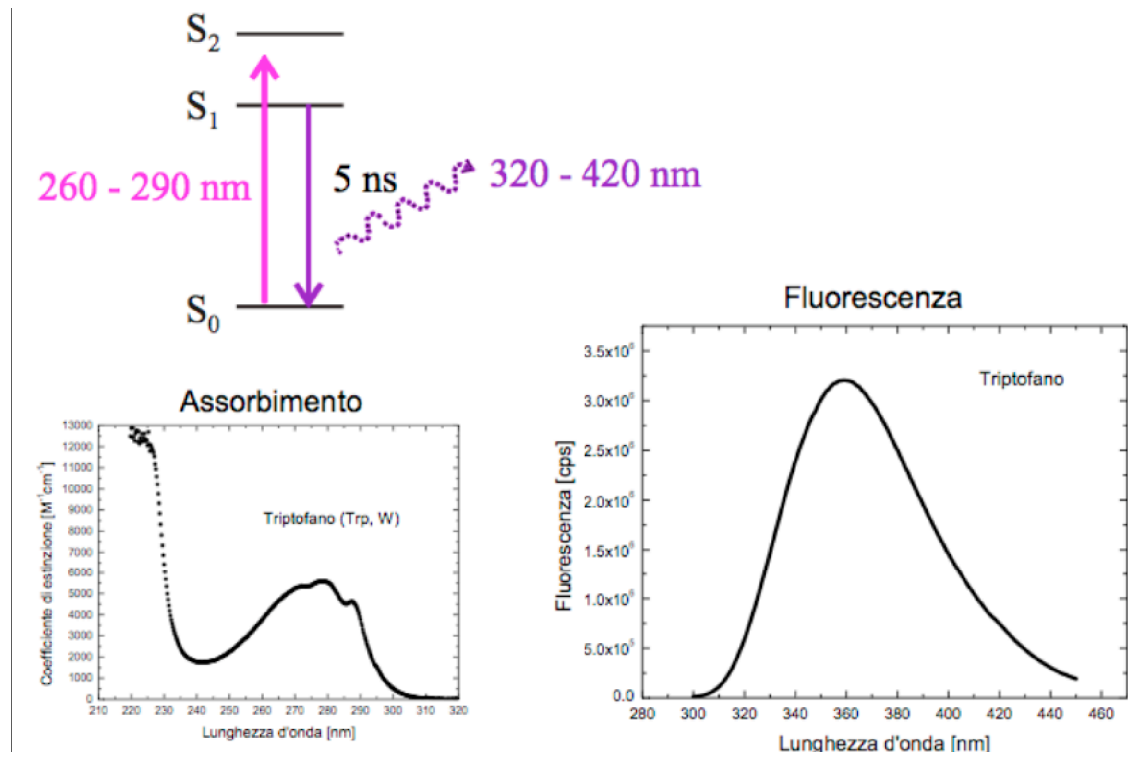 S₂
S₁
260 - 290 nm
5 ns
320 - 420 nm
S₀
Assorbimento
Coefficiente di estinzione [M⁻¹cm⁻¹]
13000
12000
11000
10000
9000
8000
7000
6000
5000
4000
3000
2000
1000
0
Triptofano (Trp, W)
210 220 230 240 250 260 270 280 290 300 310 320
Lunghezza d'onda [nm]
Fluorescenza
Fluorescenza [cps]
3.5x10⁶
3.0x10⁶
2.5x10⁶
2.0x10⁶
1.5x10⁶
1.0x10⁶
5.0x10⁵
0.0
Triptofano
280 300 320 340 360 380 400 420 440 460
Lunghezza d'onda [nm]